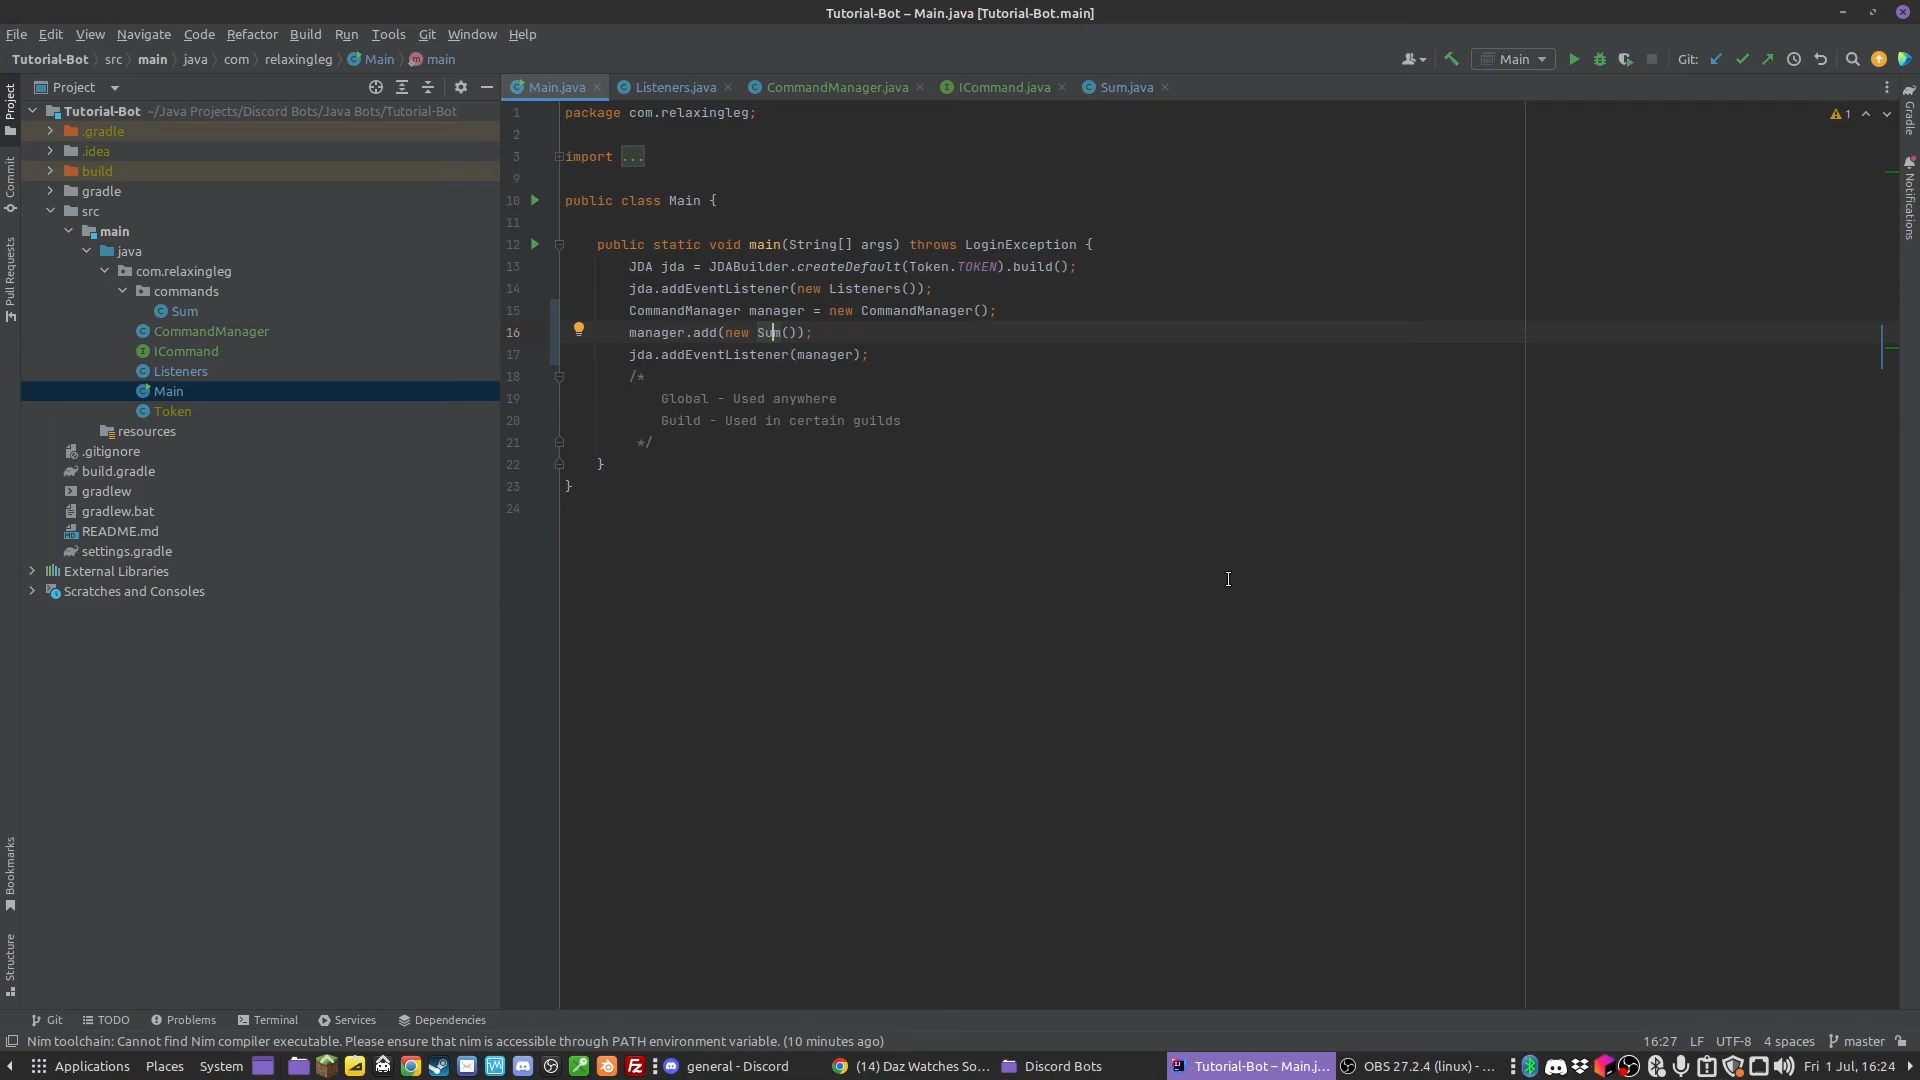 Tutorial-Bot – Main.java [Tutorial-Bot.main]
File Edit View Navigate Code Refactor Build Run Tools Git Window Help
Tutorial-Bot src main java com relaxingleg Main main
Main
Git:
Project
Main.java
Listeners.java
CommandManager.java
ICommand.java
Sum.java
Project
Commit
Pull Requests
Bookmarks
Structure
Gradle
Notifications
Tutorial-Bot ~/Java Projects/Discord Bots/Java Bots/Tutorial-Bot
.gradle
.idea
build
gradle
src
main
java
com.relaxingleg
commands
Sum
CommandManager
ICommand
Listeners
Main
Token
resources
.gitignore
build.gradle
gradlew
gradlew.bat
README.md
settings.gradle
External Libraries
Scratches and Consoles
1 package com.relaxingleg;
2
3 import ...
9
10 public class Main {
11
12 public static void main(String[] args) throws LoginException {
13 JDA jda = JDABuilder.createDefault(Token.TOKEN).build();
14 jda.addEventListener(new Listeners());
15 CommandManager manager = new CommandManager();
16 manager.add(new Sum());
17 jda.addEventListener(manager);
18 /*
19 Global - Used anywhere
20 Guild - Used in certain guilds
21 */
22 }
23 }
24
1
Git TODO Problems Terminal Services Dependencies
Nim toolchain: Cannot find Nim compiler executable. Please ensure that nim is accessible through PATH environment variable. (10 minutes ago)
16:27 LF UTF-8 4 spaces master
Applications Places System
general - Discord
(14) Daz Watches So...
Discord Bots
Tutorial-Bot – Main.j...
OBS 27.2.4 (linux) - ...
Fri 1 Jul, 16:24